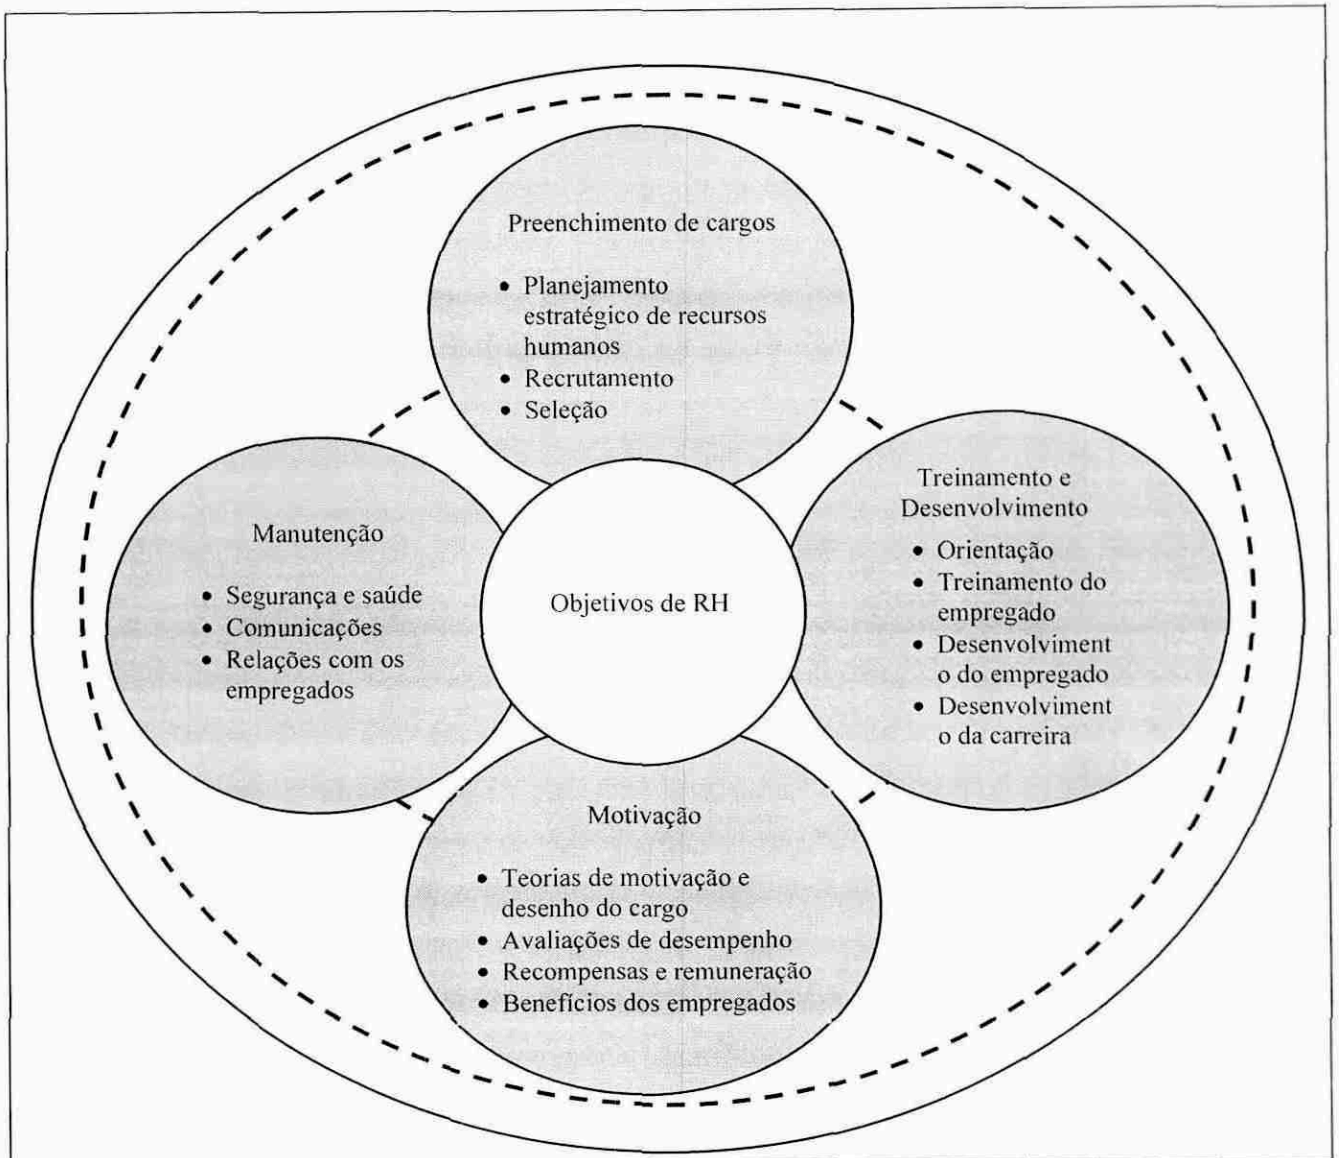 Preenchimento de cargos
• Planejamento
estratégico de recursos
humanos
• Recrutamento
• Seleção
Treinamento e
Desenvolvimento
• Orientação
• Treinamento do
empregado
• Desenvolviment
o do empregado
• Desenvolviment
o da carreira
Manutenção
• Segurança e saúde
• Comunicações
• Relações com os
empregados
Objetivos de RH
Motivação
• Teorias de motivação e
desenho do cargo
• Avaliações de desempenho
• Recompensas e remuneração
• Benefícios dos empregados